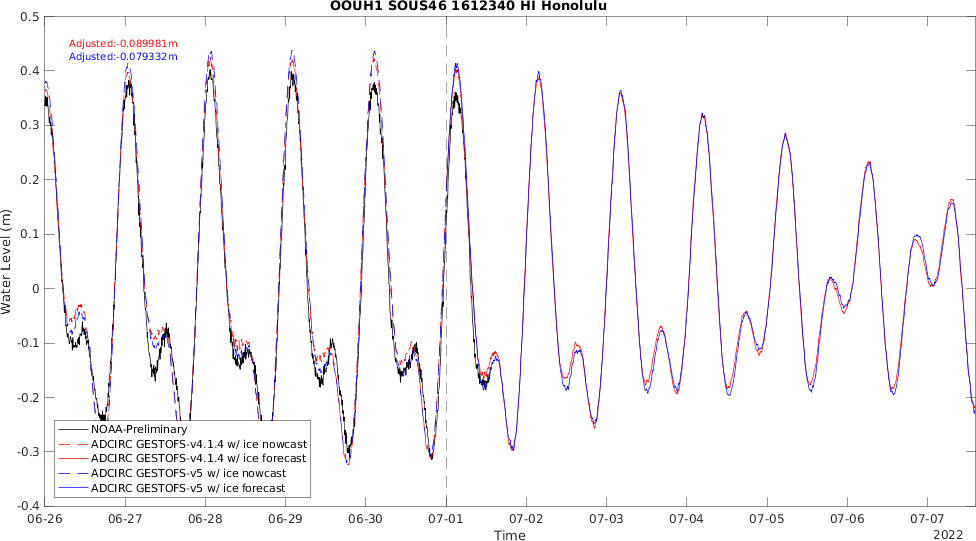 OOUH1 SOUS46 1612340 HI Honolulu
Adjusted:-0.089981m
Adjusted:-0.079332m
Water Level (m)
0.5
0.4
0.3
0.2
0.1
0
-0.1
-0.2
-0.3
-0.4
NOAA-Preliminary
ADCIRC GESTOFS-v4.1.4 w/ ice nowcast
ADCIRC GESTOFS-v4.1.4 w/ ice forecast
ADCIRC GESTOFS-v5 w/ ice nowcast
ADCIRC GESTOFS-v5 w/ ice forecast
06-26 06-27 06-28 06-29 06-30 07-01 07-02 07-03 07-04 07-05 07-06 07-07
Time
2022